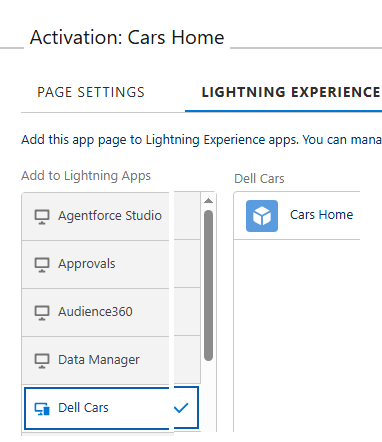 Activation: Cars Home
PAGE SETTINGS
LIGHTNING EXPERIENCE
Add this app page to Lightning Experience apps. You can mana
Add to Lightning Apps
Dell Cars
Agentforce Studio
Cars Home
Approvals
Audience360
Data Manager
Dell Cars